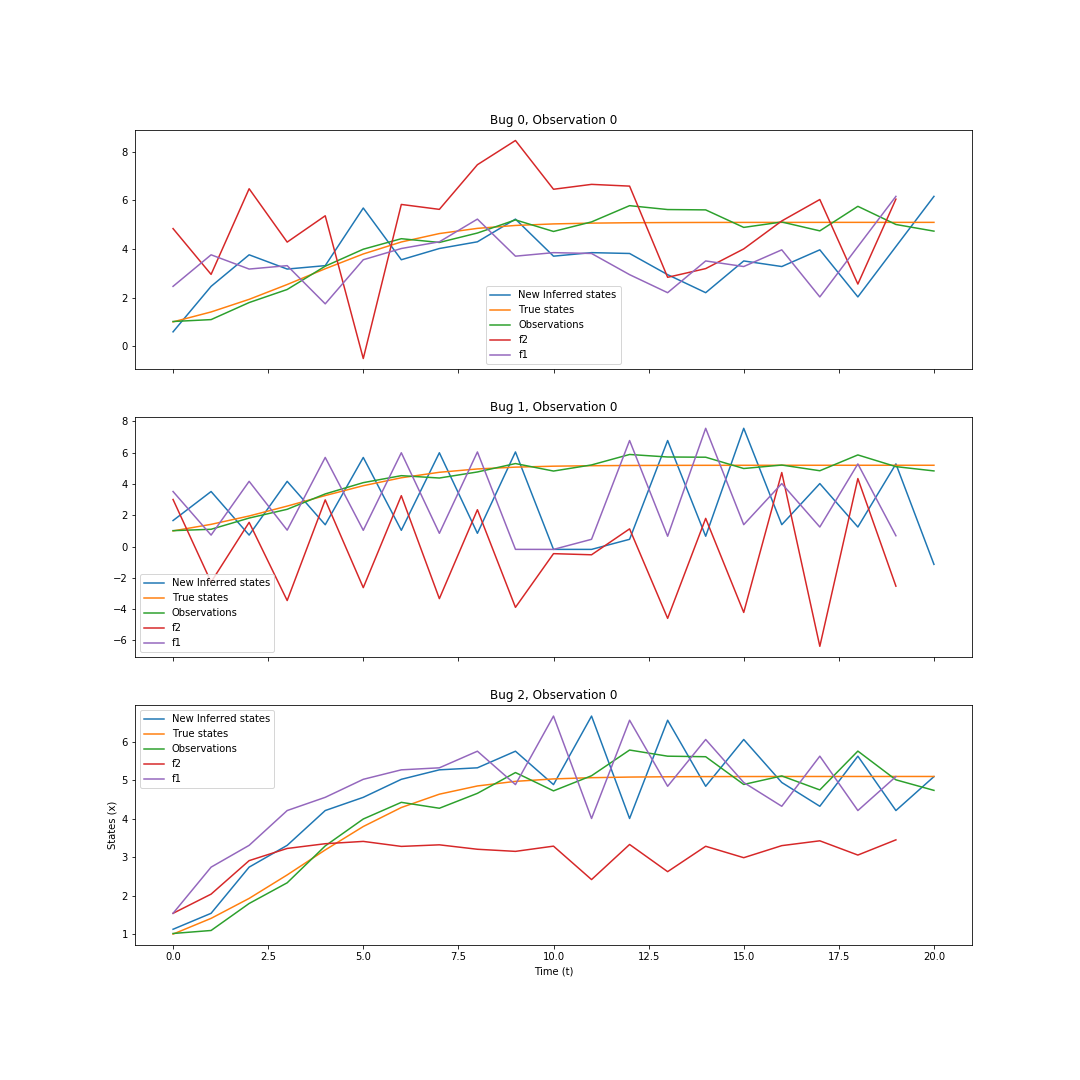 Bug 0, Observation 0
8
6
4
2
0
New Inferred states
True states
Observations
f2
f1
Bug 1, Observation 0
8
6
4
2
0
−2
−4
−6
New Inferred states
True states
Observations
f2
f1
Bug 2, Observation 0
New Inferred states
True states
Observations
f2
f1
6
5
4
3
2
1
States (x)
0.0 2.5 5.0 7.5 10.0 12.5 15.0 17.5 20.0
Time (t)